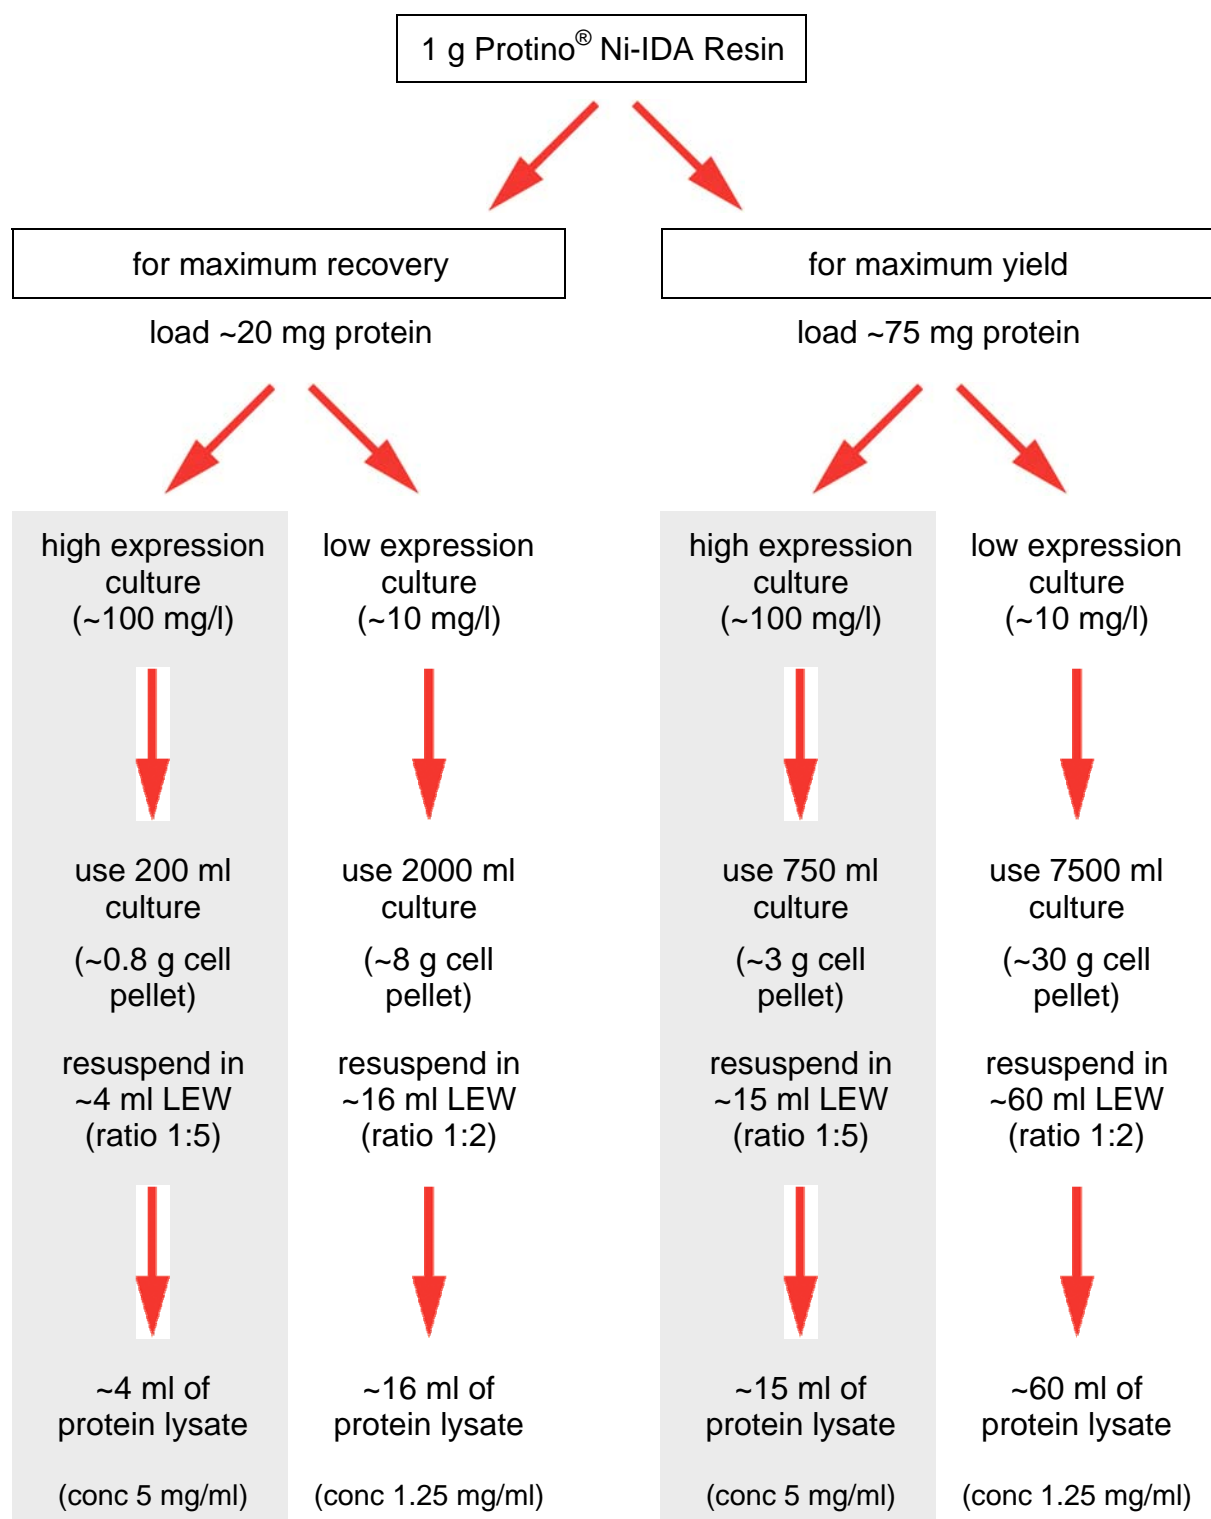 1 g Protino® Ni-IDA Resin
for maximum recovery
load ~20 mg protein
high expression
culture
(~100 mg/l)
use 200 ml
culture
(~0.8 g cell
pellet)
resuspend in
~4 ml LEW
(ratio 1:5)
~4 ml of
protein lysate
(conc 5 mg/ml)
low expression
culture
(~10 mg/l)
use 2000 ml
culture
(~8 g cell
pellet)
resuspend in
~16 ml LEW
(ratio 1:2)
~16 ml of
protein lysate
(conc 1.25 mg/ml)
for maximum yield
load ~75 mg protein
high expression
culture
(~100 mg/l)
use 750 ml
culture
(~3 g cell
pellet)
resuspend in
~15 ml LEW
(ratio 1:5)
~15 ml of
protein lysate
(conc 5 mg/ml)
low expression
culture
(~10 mg/l)
use 7500 ml
culture
(~30 g cell
pellet)
resuspend in
~60 ml LEW
(ratio 1:2)
~60 ml of
protein lysate
(conc 1.25 mg/ml)